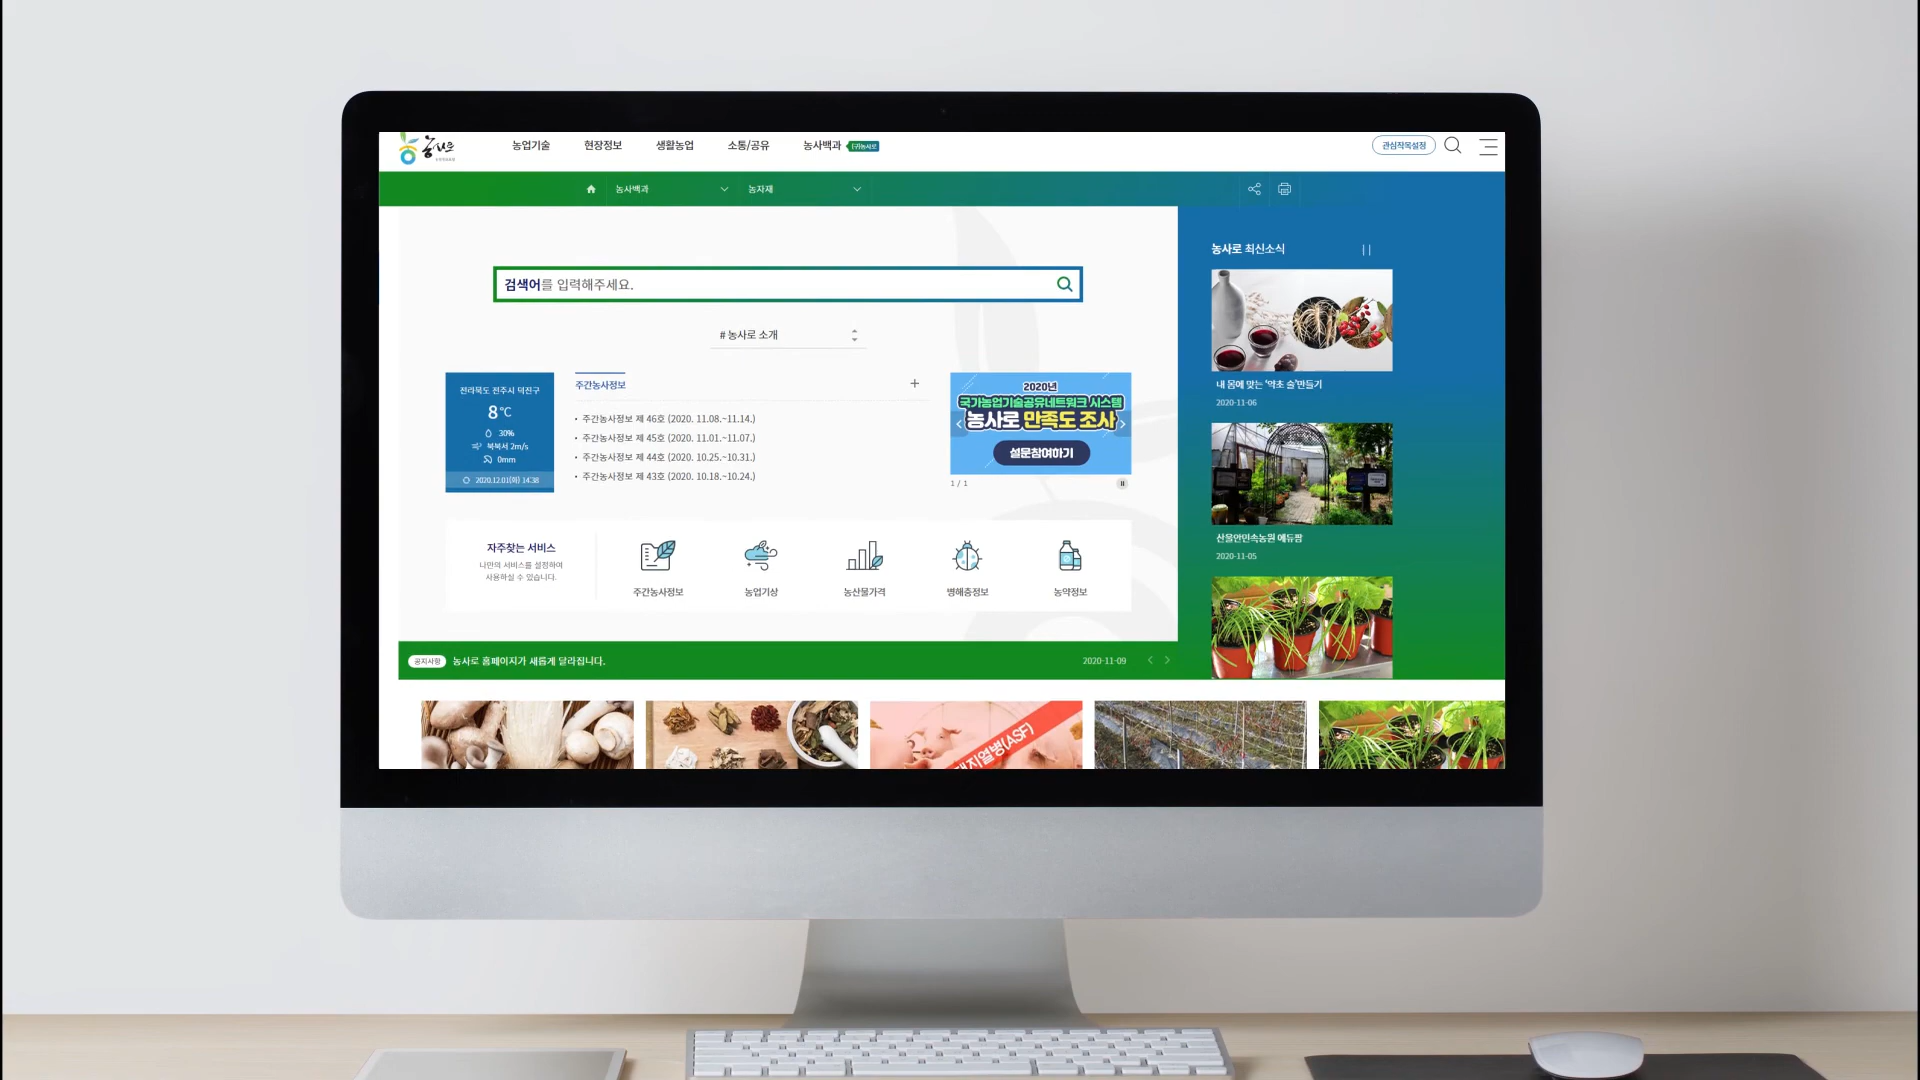 농사로
농업기술 현장정보 생활농업 소통/공유 농사백과 (구)농사로
관심작목설정
농사백과 농자재
검색어를 입력해주세요.
# 농사로 소개
전라북도 전주시 덕진구
8℃
30%
북북서 2m/s
0mm
2020.12.01(화) 14:38
주간농사정보
· 주간농사정보 제 46호 (2020. 11.08.~11.14.)
· 주간농사정보 제 45호 (2020. 11.01.~11.07.)
· 주간농사정보 제 44호 (2020. 10.25.~10.31.)
· 주간농사정보 제 43호 (2020. 10.18.~10.24.)
2020년
국가농업기술공유네트워크 시스템
농사로 만족도 조사
설문참여하기
1 / 1
자주찾는 서비스
나만의 서비스를 설정하여
사용하실 수 있습니다.
주간농사정보 농업기상 농산물가격 병해충정보 농약정보
공지사항 농사로 홈페이지가 새롭게 달라집니다. 2020-11-09
농사로 최신소식
내 몸에 맞는 '약초 술'만들기
2020-11-06
산물안민속농원 에듀팜
2020-11-05
돼지열병(ASF)